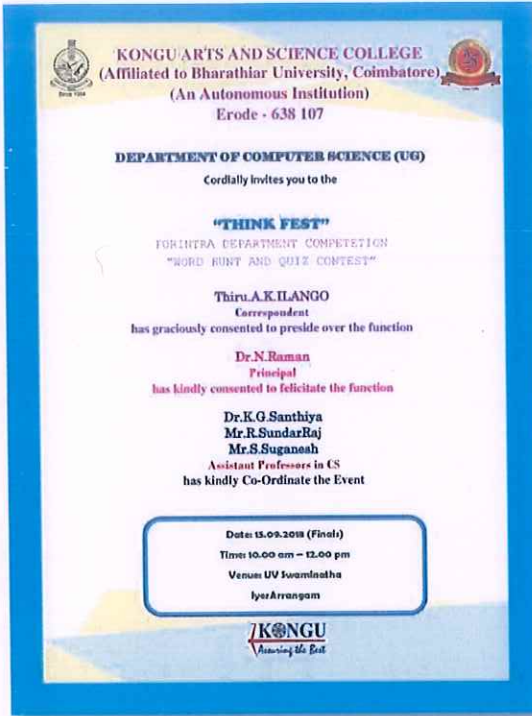 KONGU ARTS AND SCIENCE COLLEGE
(Affiliated to Bharathiar University, Coimbatore)
(An Autonomous Institution)
Erode - 638 107
DEPARTMENT OF COMPUTER SCIENCE (UG)
Cordially invites you to the
"THINK FEST"
FORINTRA DEPARTMENT COMPETETION
"WORD HUNT AND QUIZ CONTEST"
Thiru.A.K.ILANGO
Correspondent
has graciously consented to preside over the function
Dr.N.Raman
Principal
has kindly consented to felicitate the function
Dr.K.G.Santhiya
Mr.R.SundarRaj
Mr.S.Suganesh
Assistant Professors in CS
has kindly Co-Ordinate the Event
Date: 15.09.2018 (Finals)
Time: 10.00 am – 12.00 pm
Venue: UV Swaminatha
IyerArrangam
KONGU
Assuring the Best